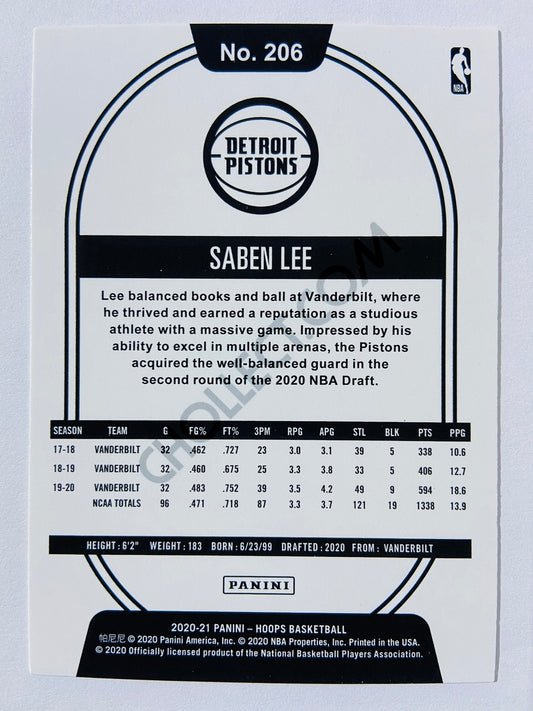 No. 206
NBA
DETROIT
PISTONS
SABEN LEE
Lee balanced books and ball at Vanderbilt, where
he thrived and earned a reputation as a studious
athlete with a massive game. Impressed by his
ability to excel in multiple arenas, the Pistons
acquired the well-balanced guard in the
second round of the 2020 NBA Draft.
CHOLLECT.COM
SEASON TEAM G FG% FT% 3PM RPG APG STL BLK PTS PPG
17-18 VANDERBILT 32 .462 .727 23 3.0 3.1 39 5 338 10.6
18-19 VANDERBILT 32 .460 .675 25 3.3 3.8 33 5 406 12.7
19-20 VANDERBILT 32 .483 .752 39 3.5 4.2 49 9 594 18.6
NCAA TOTALS 96 .471 .718 87 3.3 3.7 121 19 1338 13.9
HEIGHT: 6'2" WEIGHT: 183 BORN: 6/23/99 DRAFTED: 2020 FROM: VANDERBILT
PANINI
2020-21 PANINI – HOOPS BASKETBALL
帕尼尼 © 2020 Panini America, Inc. © 2020 NBA Properties, Inc. Printed in the USA.
© 2020 Officially licensed product of the National Basketball Players Association.